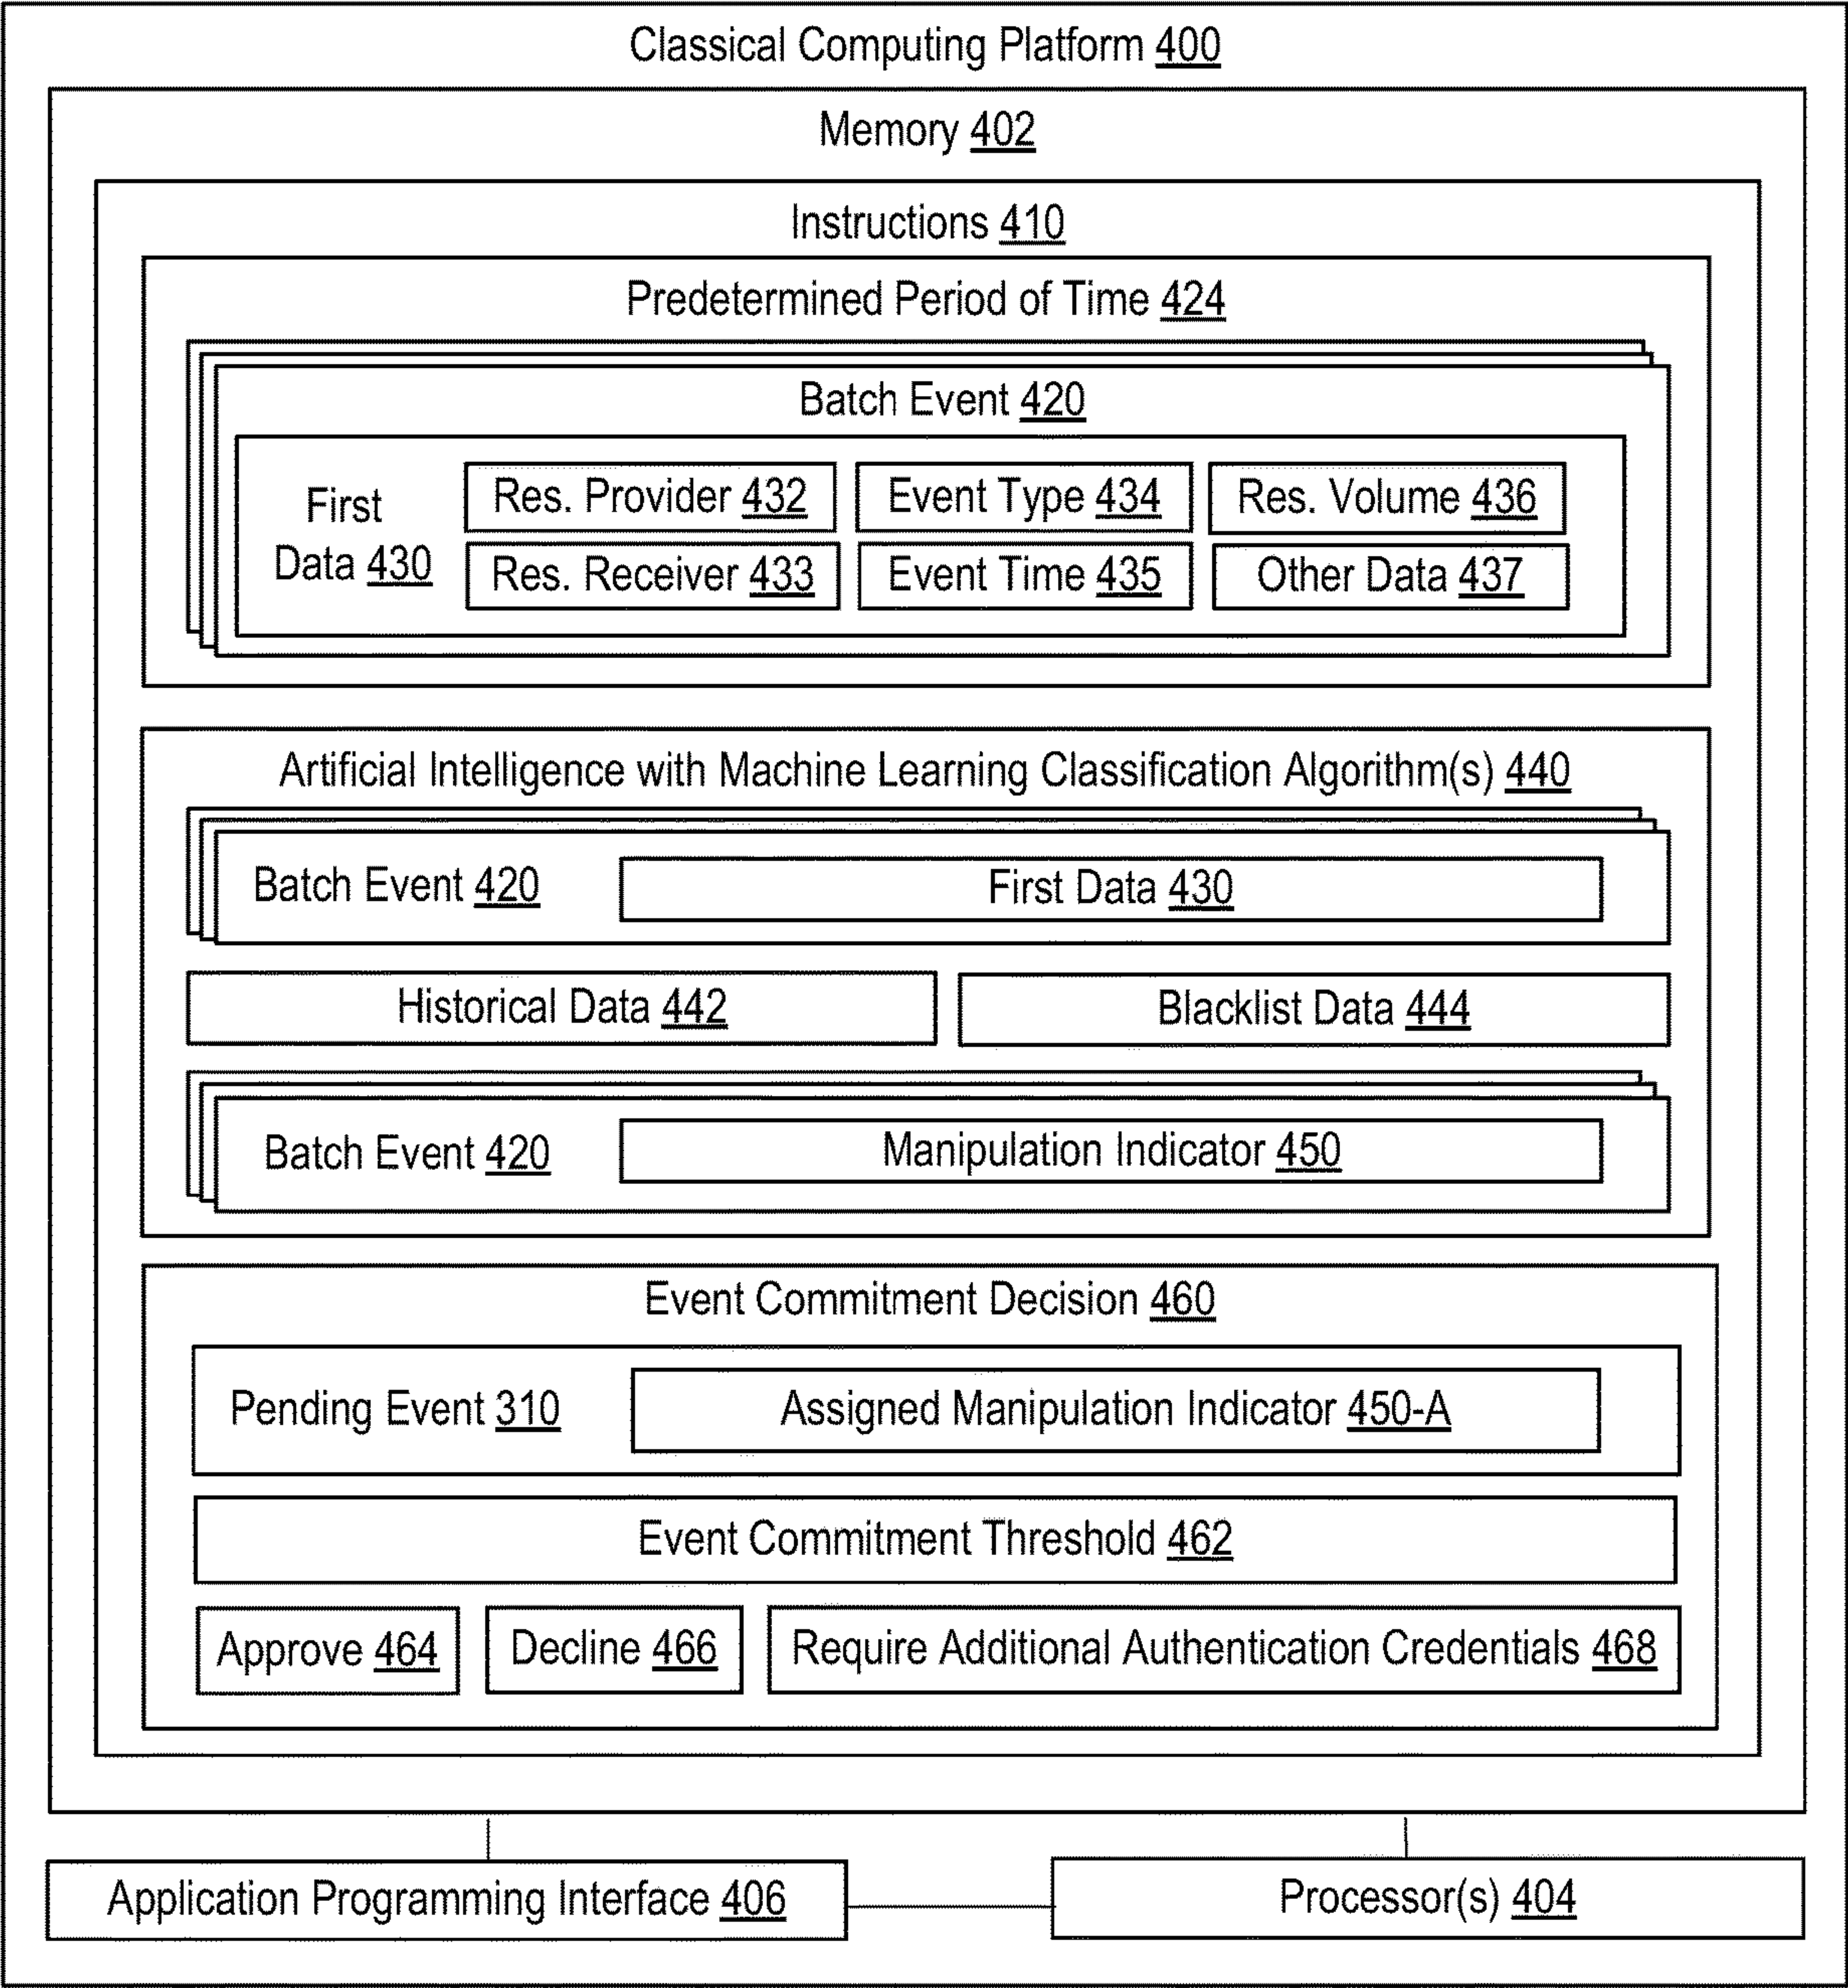 Classical Computing Platform 400
Memory 402
Instructions 410
Predetermined Period of Time 424
Batch Event 420
First
Data 430
Res. Provider 432
Event Type 434
Res. Volume 436
Res. Receiver 433
Event Time 435
Other Data 437
Artificial Intelligence with Machine Learning Classification Algorithm(s) 440
Batch Event 420
First Data 430
Historical Data 442
Blacklist Data 444
Batch Event 420
Manipulation Indicator 450
Event Commitment Decision 460
Pending Event 310
Assigned Manipulation Indicator 450-A
Event Commitment Threshold 462
Approve 464
Decline 466
Require Additional Authentication Credentials 468
Application Programming Interface 406
Processor(s) 404